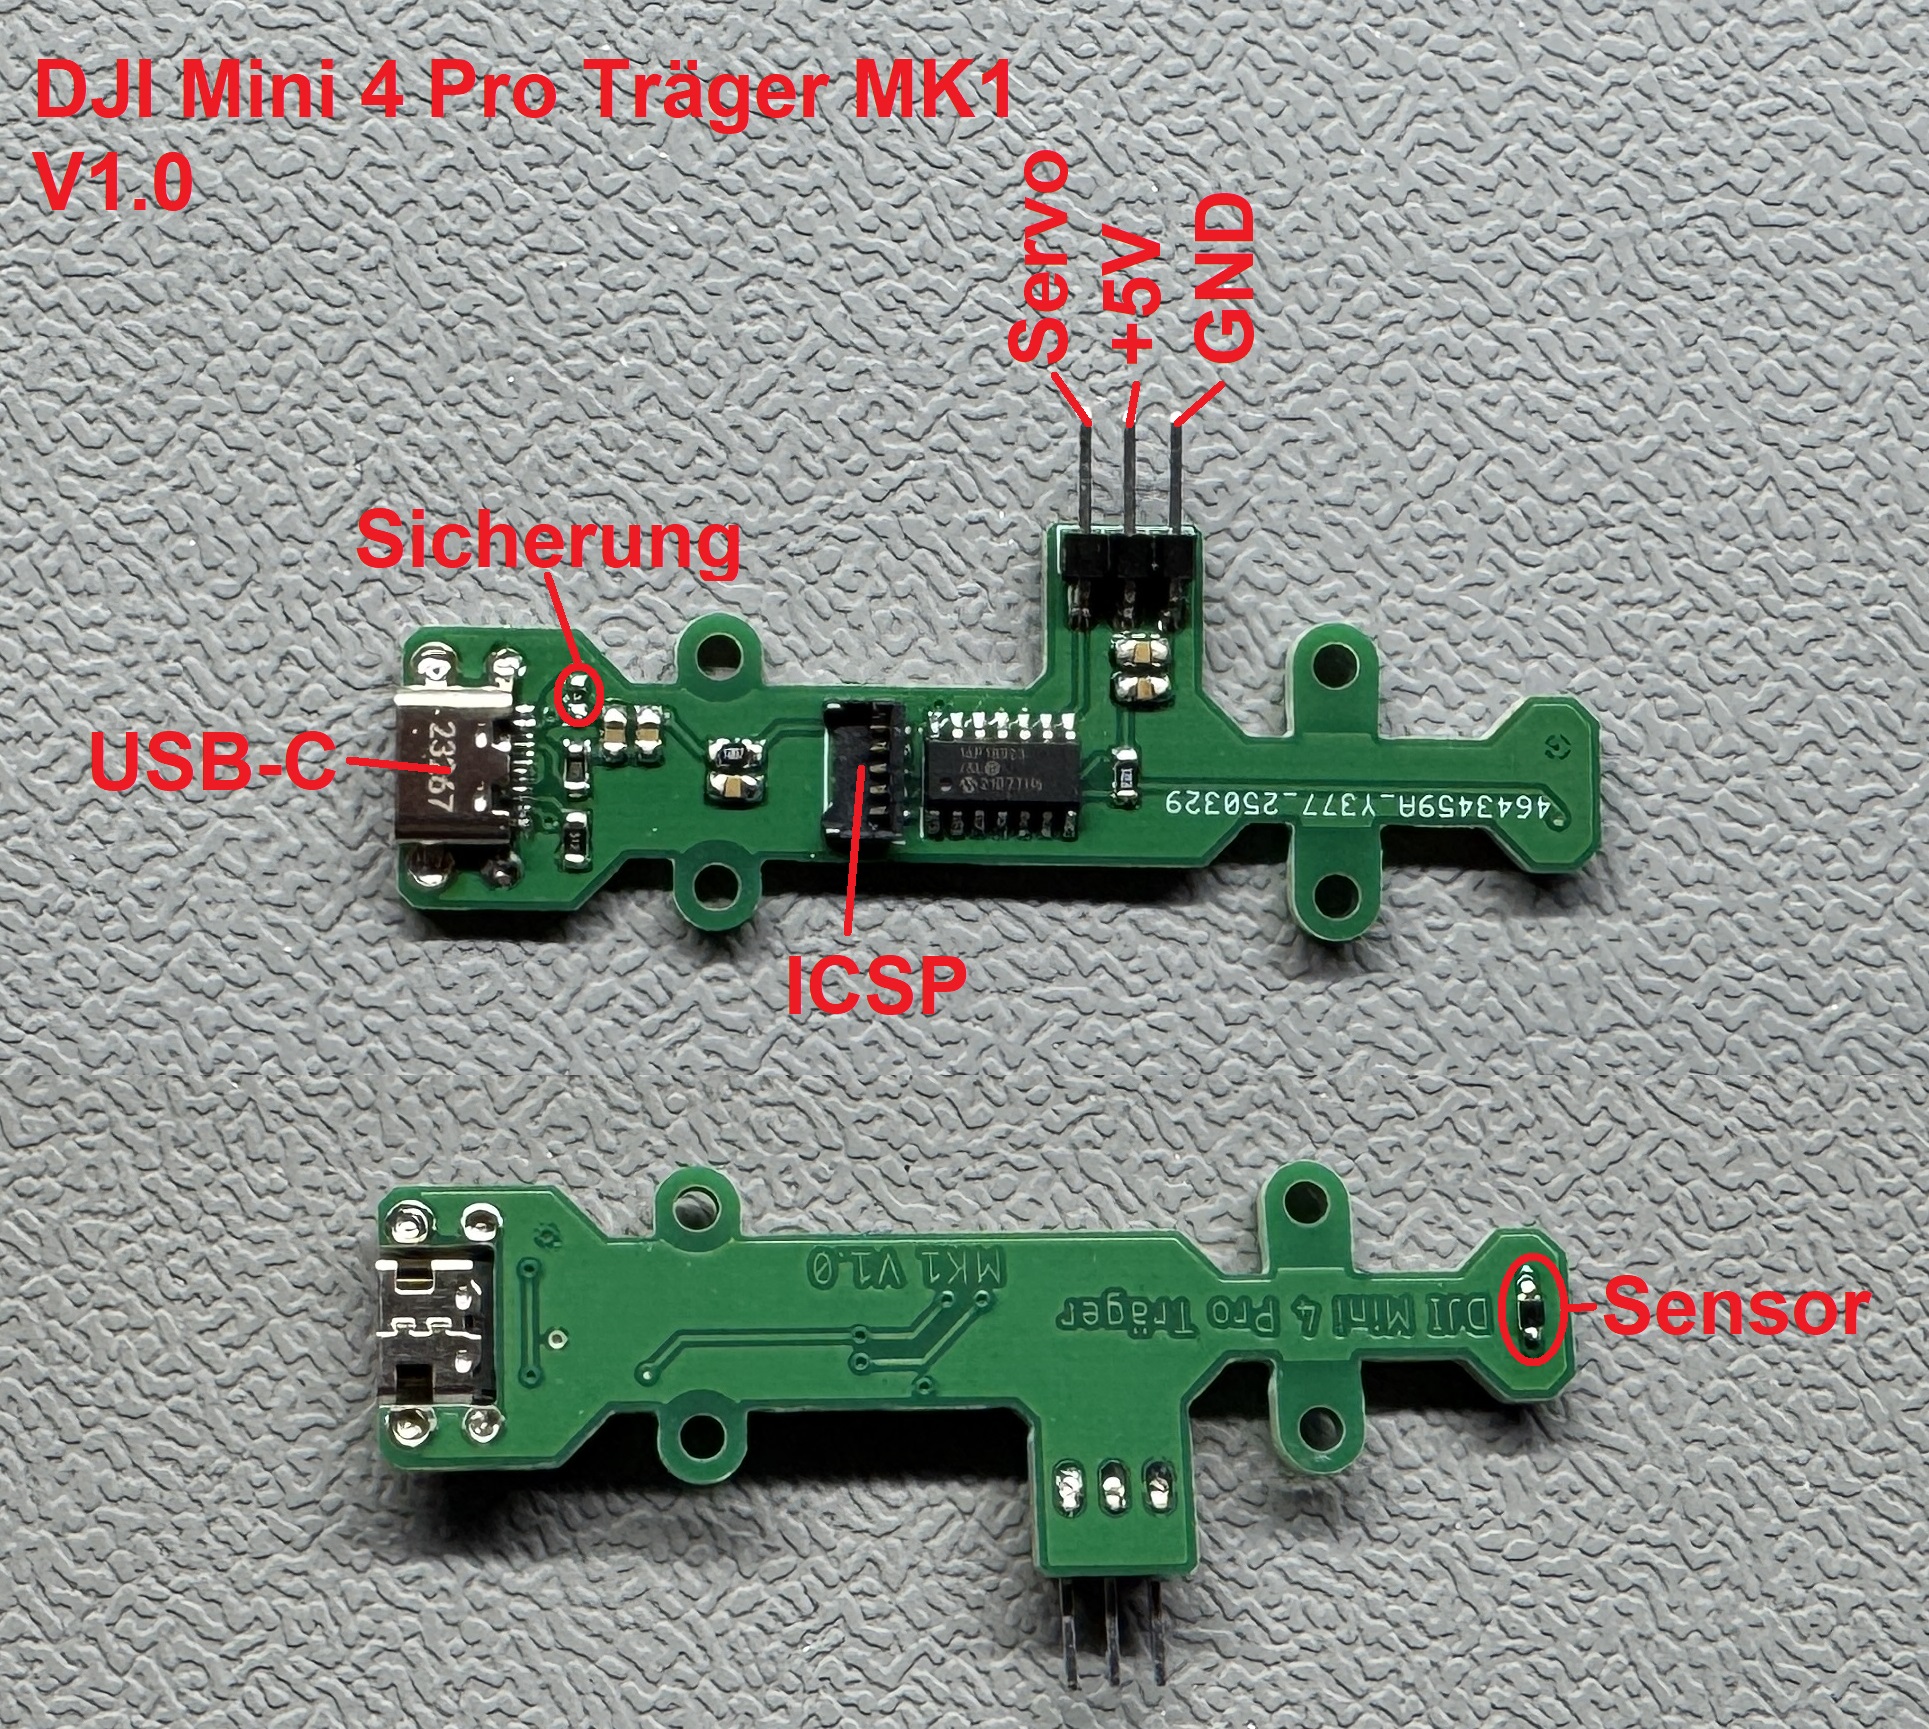 DJI Mini 4 Pro Träger MK1
V1.0
Servo
+5V
GND
Sicherung
USB-C
23267
4643459A_Y377_250329
ICSP
MK1 V1.0
DJI Mini 4 Pro Träger
Sensor